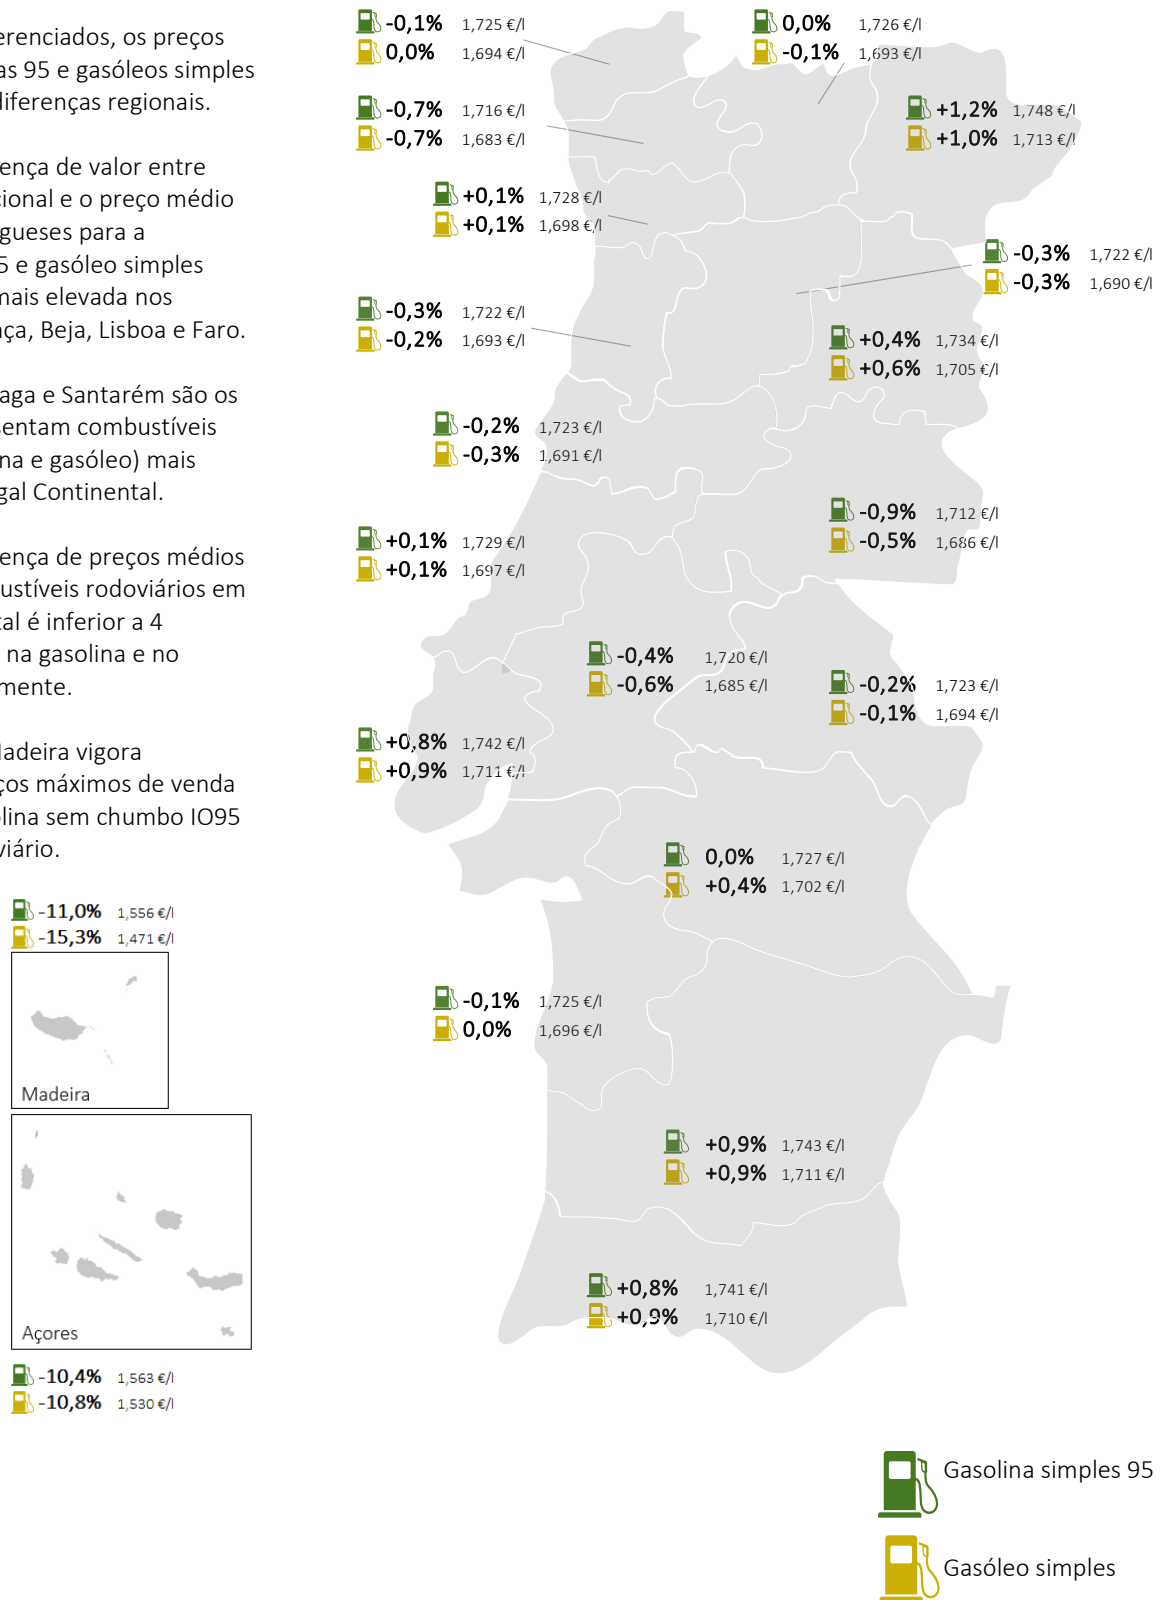 erenciados, os preços
as 95 e gasóleos simples
diferenças regionais.
ença de valor entre
cional e o preço médio
gueses para a
5 e gasóleo simples
mais elevada nos
nça, Beja, Lisboa e Faro.
aga e Santarém são os
sentam combustíveis
na e gasóleo) mais
gal Continental.
ença de preços médios
bustíveis rodoviários em
tal é inferior a 4
na gasolina e no
mente.
Madeira vigora
ços máximos de venda
olina sem chumbo IO95
viário.
-11,0% 1,556 €/l
-15,3% 1,471 €/l
Madeira
Açores
-10,4% 1,563 €/l
-10,8% 1,530 €/l
-0,1% 1,725 €/l
0,0% 1,694 €/l
0,0% 1,726 €/l
-0,1% 1,693 €/l
-0,7% 1,716 €/l
-0,7% 1,683 €/l
+1,2% 1,748 €/l
+1,0% 1,713 €/l
+0,1% 1,728 €/l
+0,1% 1,698 €/l
-0,3% 1,722 €/l
-0,3% 1,690 €/l
-0,3% 1,722 €/l
-0,2% 1,693 €/l
+0,4% 1,734 €/l
+0,6% 1,705 €/l
-0,2% 1,723 €/l
-0,3% 1,691 €/l
-0,9% 1,712 €/l
-0,5% 1,686 €/l
+0,1% 1,729 €/l
+0,1% 1,697 €/l
-0,4% 1,720 €/l
-0,6% 1,685 €/l
-0,2% 1,723 €/l
-0,1% 1,694 €/l
+0,8% 1,742 €/l
+0,9% 1,711 €/l
0,0% 1,727 €/l
+0,4% 1,702 €/l
-0,1% 1,725 €/l
0,0% 1,696 €/l
+0,9% 1,743 €/l
+0,9% 1,711 €/l
+0,8% 1,741 €/l
+0,9% 1,710 €/l
Gasolina simples 95
Gasóleo simples